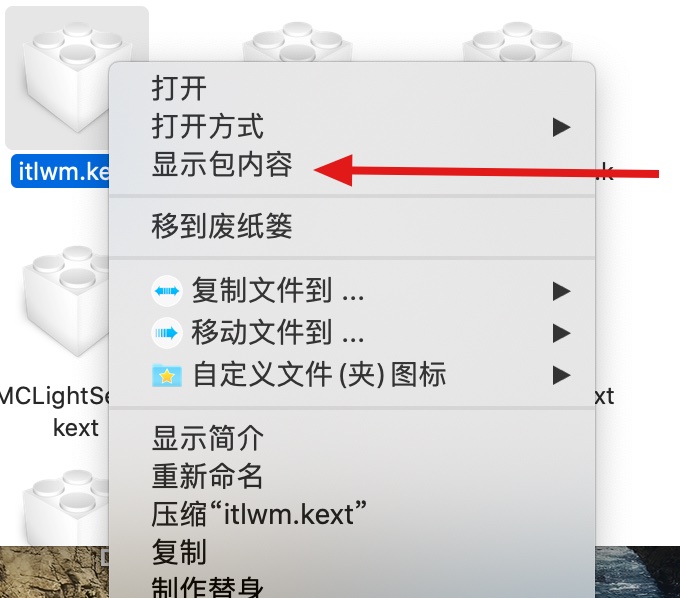 打开
打开方式
itlwm.ke
显示包内容
.k
移到废纸篓
复制文件到 ...
移动文件到 ...
自定义文件(夹)图标
MCLightSe
xt
kext
显示简介
重新命名
压缩“itlwm.kext”
复制
制作替身